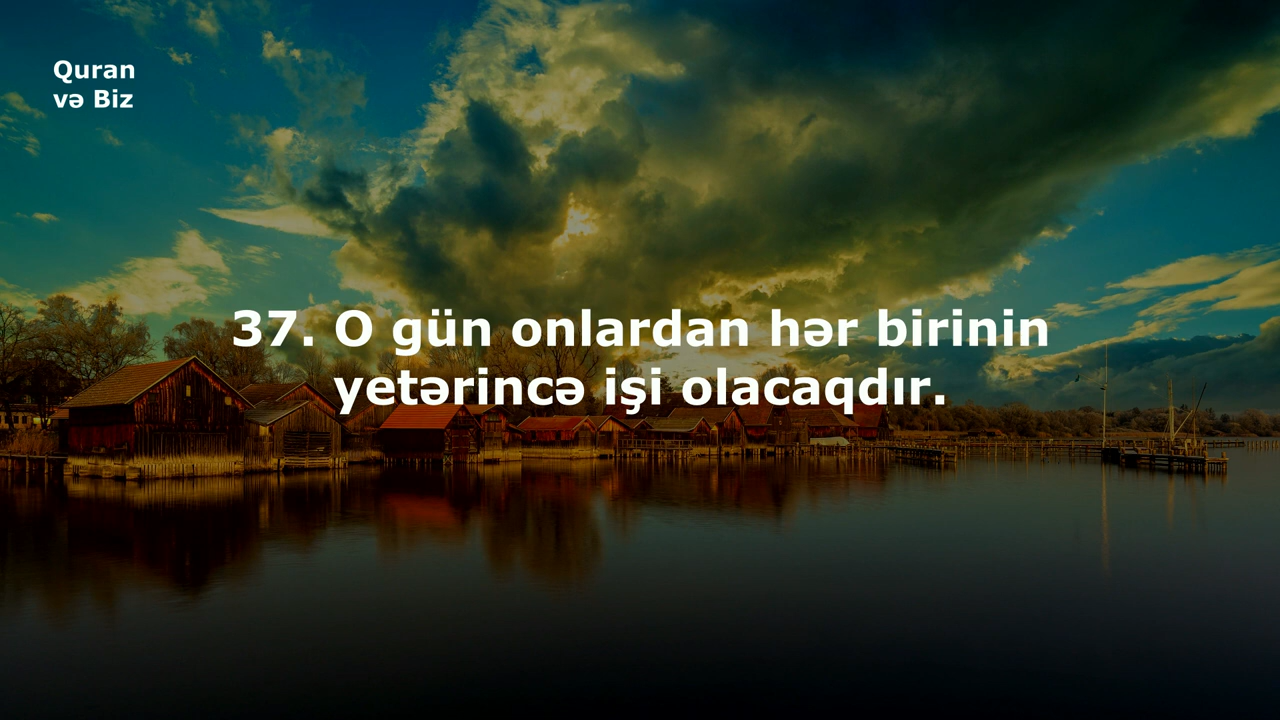 Quran
və Biz
37. O gün onlardan hər birinin
yetərincə işi olacaqdır.